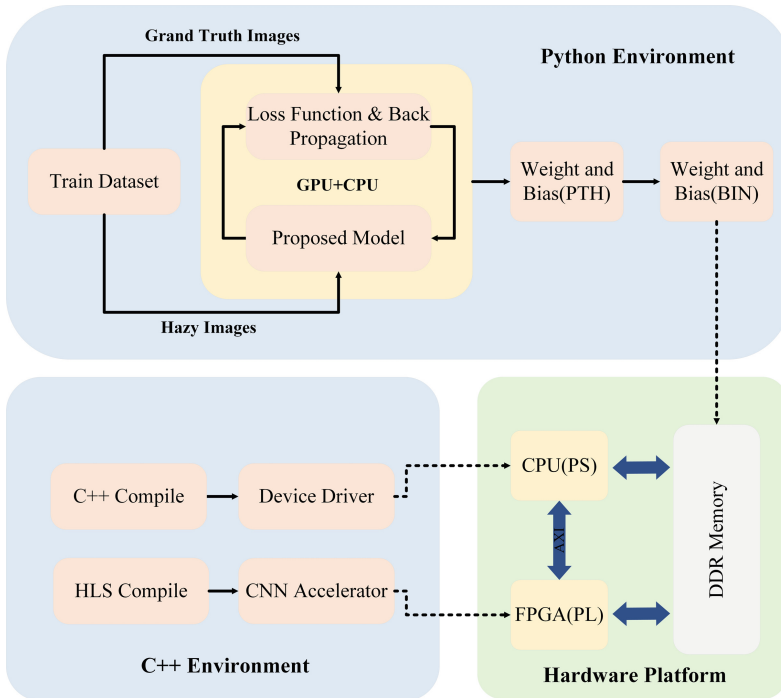 Grand Truth Images
Python Environment
Loss Function & Back
Propagation
Train Dataset
GPU+CPU
Weight and
Bias(PTH)
Weight and
Bias(BIN)
Proposed Model
Hazy Images
C++ Compile
Device Driver
CPU(PS)
AXI
DDR Memory
HLS Compile
CNN Accelerator
FPGA(PL)
C++ Environment
Hardware Platform